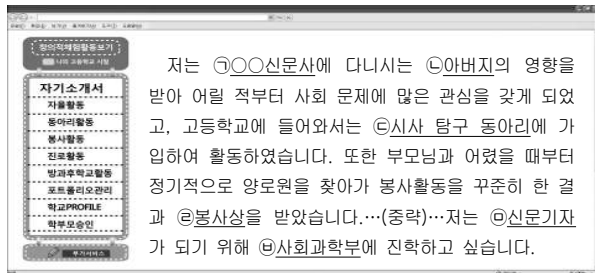 창의적체험활동보기
나의 고등학교 시절
자기소개서
자율활동
동아리활동
봉사활동
진로활동
방과후학교활동
포트폴리오관리
학교PROFILE
학부모승인
부가서비스
저는 ㉠○○신문사에 다니시는 ㉡아버지의 영향을
받아 어릴 적부터 사회 문제에 많은 관심을 갖게 되었
고, 고등학교에 들어와서는 ㉢시사 탐구 동아리에 가
입하여 활동하였습니다. 또한 부모님과 어렸을 때부터
정기적으로 양로원을 찾아가 봉사활동을 꾸준히 한 결
과 ㉣봉사상을 받았습니다.…(중략)…저는 ㉤신문기자
가 되기 위해 ㉥사회과학부에 진학하고 싶습니다.